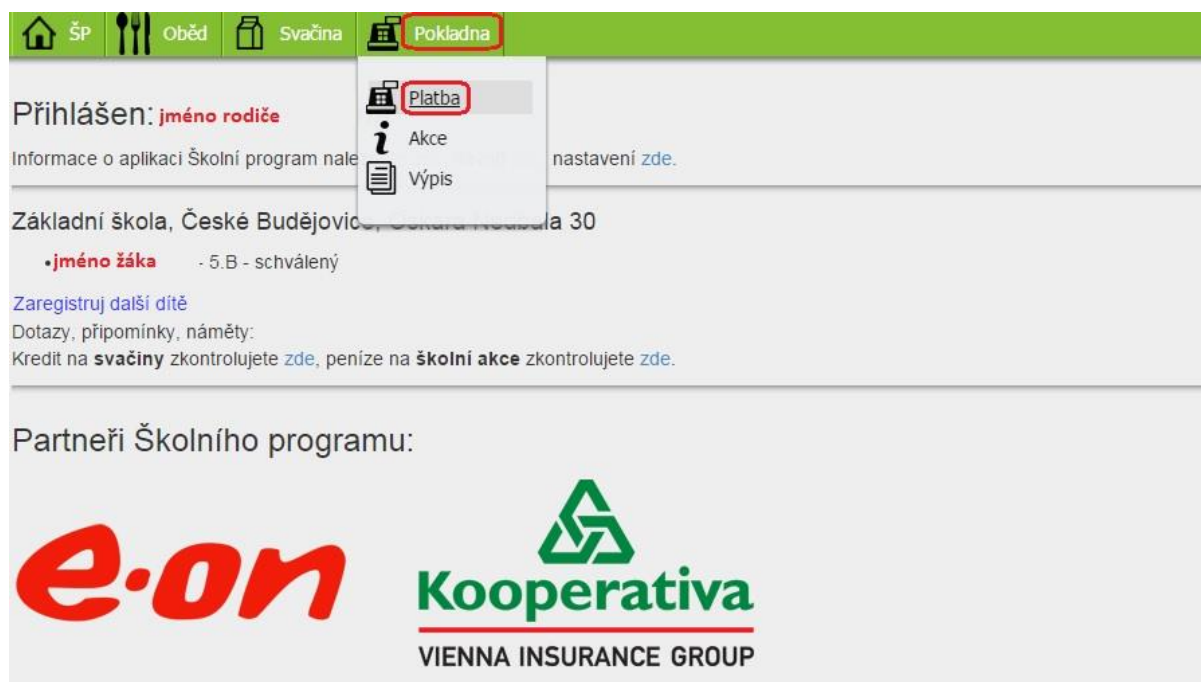 ŠP Oběd Svačina Pokladna
Platba
Akce
Výpis
Přihlášen: jméno rodiče
Informace o aplikaci Školní program nale nastavení zde.
Základní škola, České Budějovice, 30
•jméno žáka - 5.B - schválený
Zaregistruj další dítě
Dotazy, připomínky, náměty:
Kredit na svačiny zkontrolujete zde, peníze na školní akce zkontrolujete zde.
Partneři Školního programu:
e·on
Kooperativa
VIENNA INSURANCE GROUP